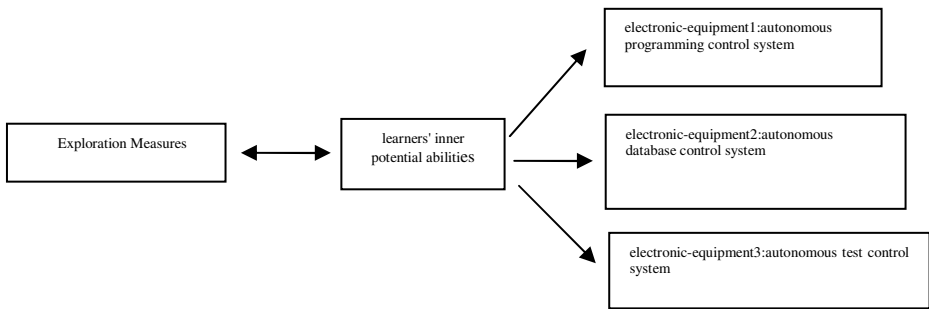 Exploration Measures
learners' inner
potential abilities
electronic-equipment1:autonomous
programming control system
electronic-equipment2:autonomous
database control system
electronic-equipment3:autonomous test control
system